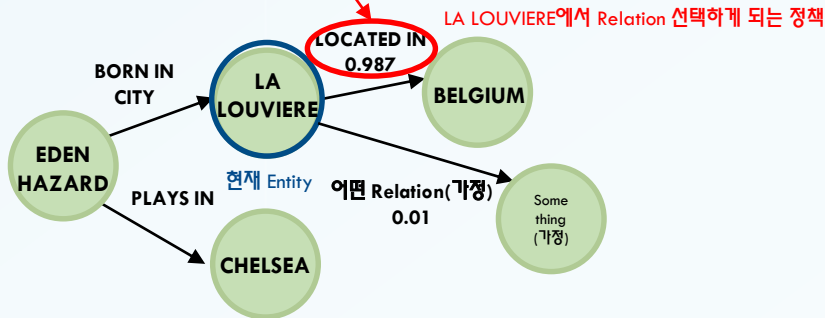 LA LOUVIERE에서 Relation 선택하게 되는 정책
LOCATED IN
0.987
BORN IN
CITY
LA
LOUVIERE
BELGIUM
EDEN
HAZARD
현재 Entity
어떤 Relation(가정)
0.01
PLAYS IN
Some
thing
(가정)
CHELSEA